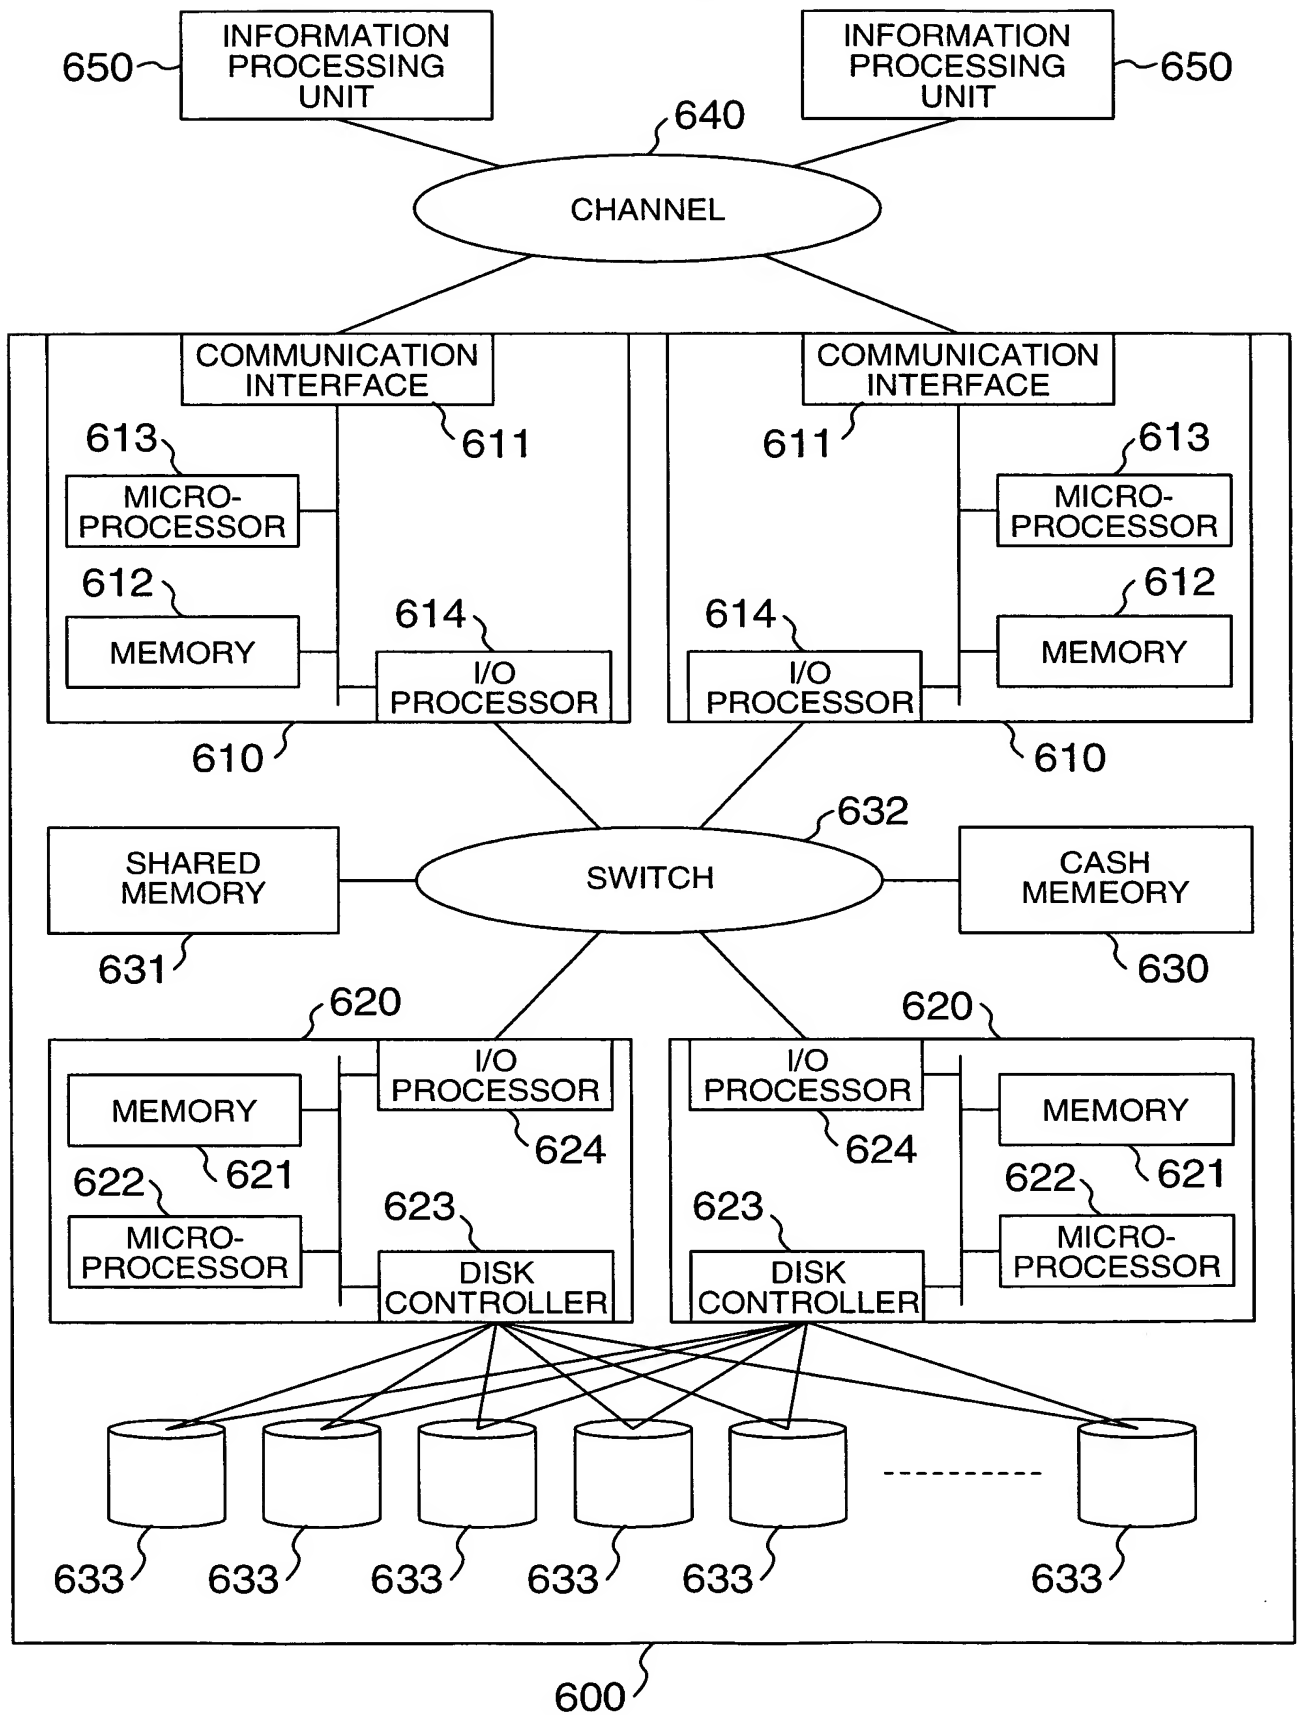 INFORMATION
PROCESSING
UNIT
650
INFORMATION
PROCESSING
UNIT
650
640
CHANNEL
COMMUNICATION
INTERFACE
611
COMMUNICATION
INTERFACE
611
613
MICRO-
PROCESSOR
613
MICRO-
PROCESSOR
612
MEMORY
614
I/O
PROCESSOR
614
I/O
PROCESSOR
612
MEMORY
610
610
632
SHARED
MEMORY
631
SWITCH
CASH
MEMEORY
630
620
620
I/O
PROCESSOR
624
I/O
PROCESSOR
624
MEMORY
621
MEMORY
621
622
MICRO-
PROCESSOR
623
DISK
CONTROLLER
623
DISK
CONTROLLER
622
MICRO-
PROCESSOR
633
633
633
633
633
633
600